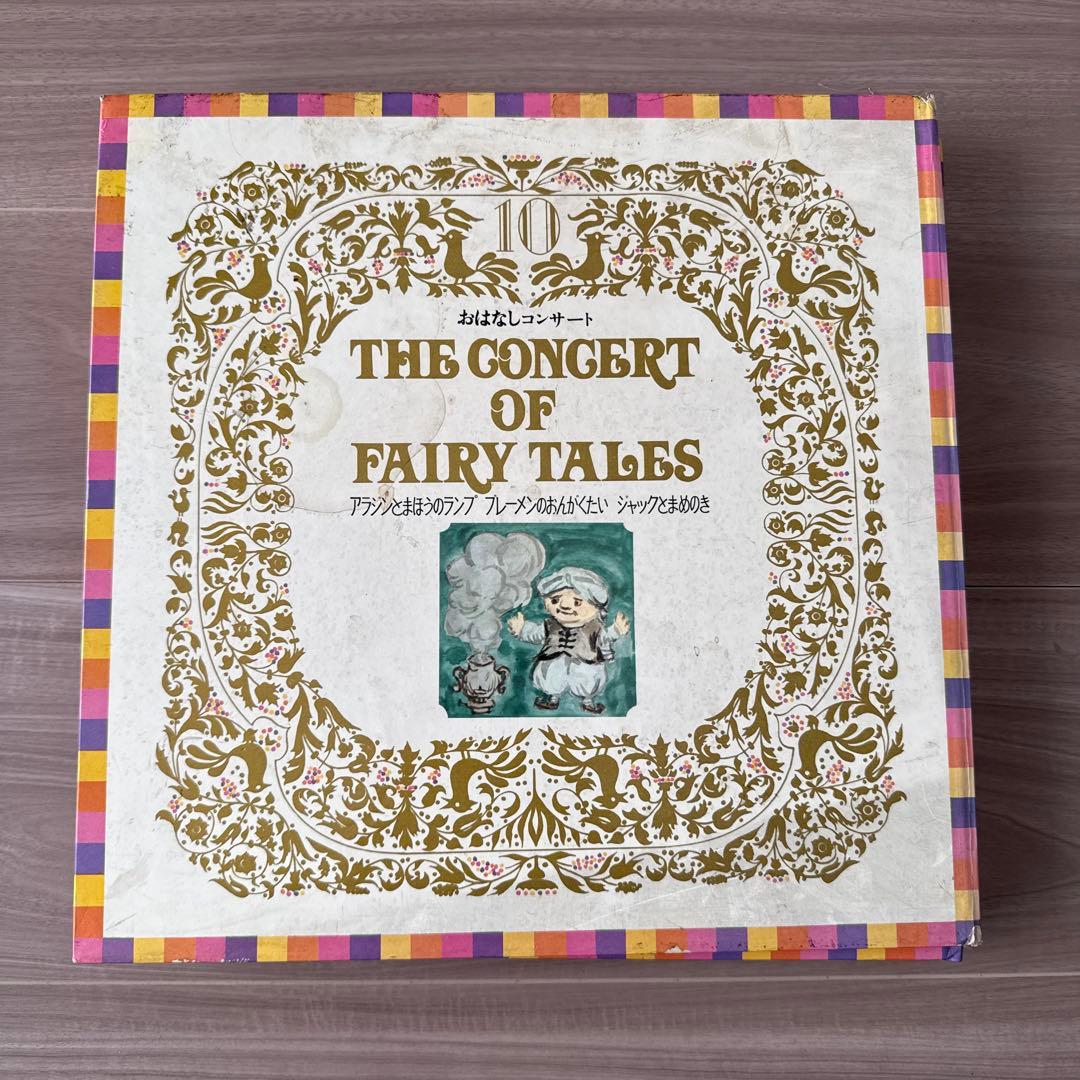 10
おはなしコンサート
THE CONCERT
OF
FAIRY TALES
アラジンとまほうのランプ ブレーメンのおんがくたい ジャックとまめのき